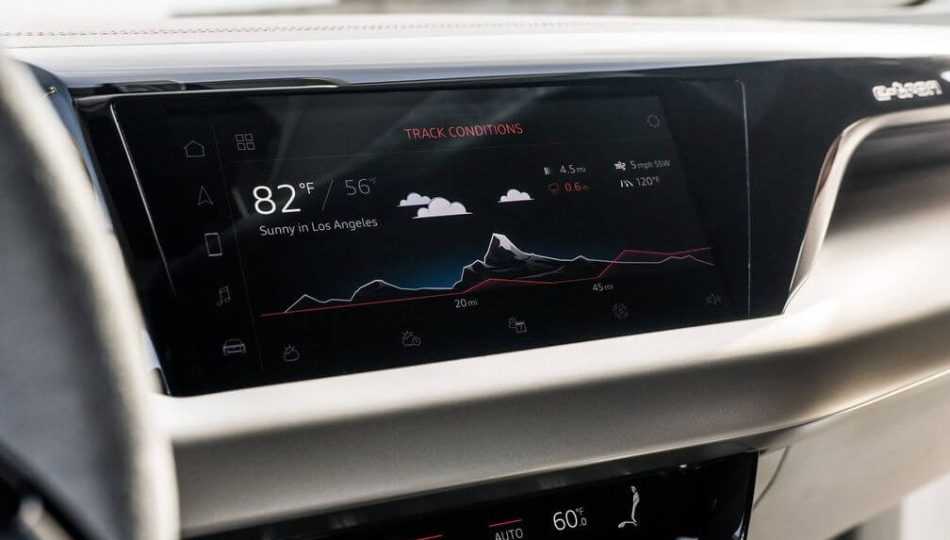 e-tron
TRACK CONDITIONS
4.5 mi
5 mph SSW
82°F / 56°F
0.6 in
120°F
Sunny in Los Angeles
20 mi
45 mi
AUTO
60.0°F